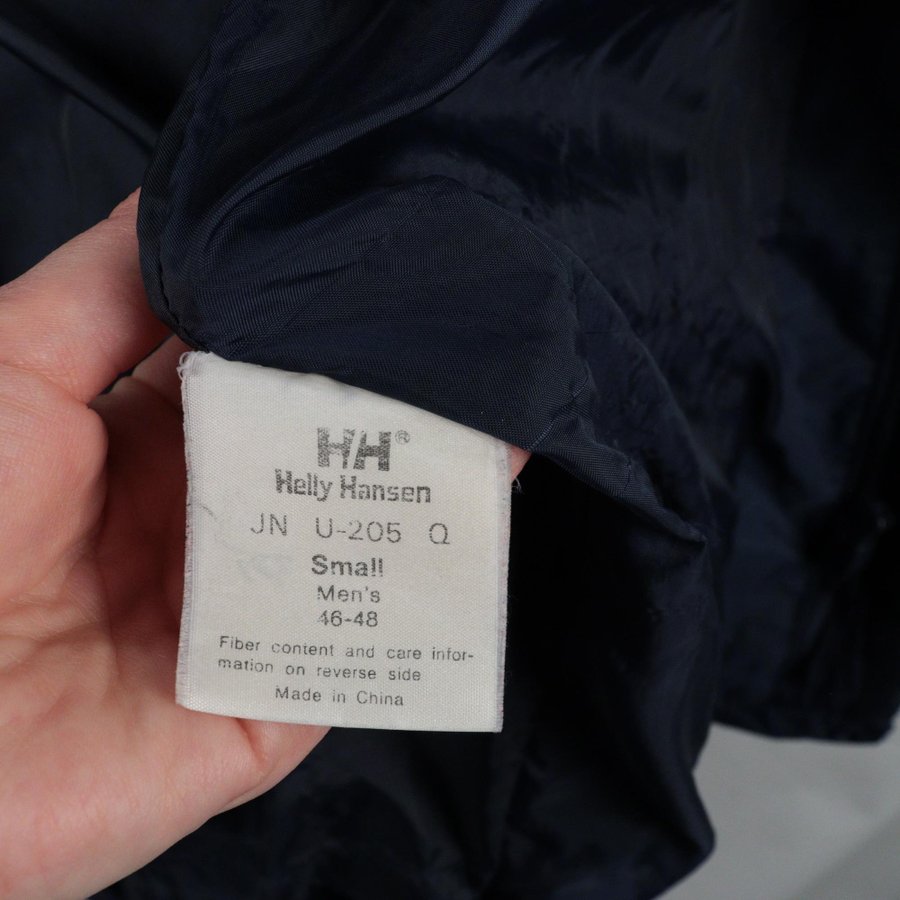 HH®
Helly Hansen
JN U-205 Q
Small
Men's
46-48
Fiber content and care infor-
mation on reverse side
Made in China